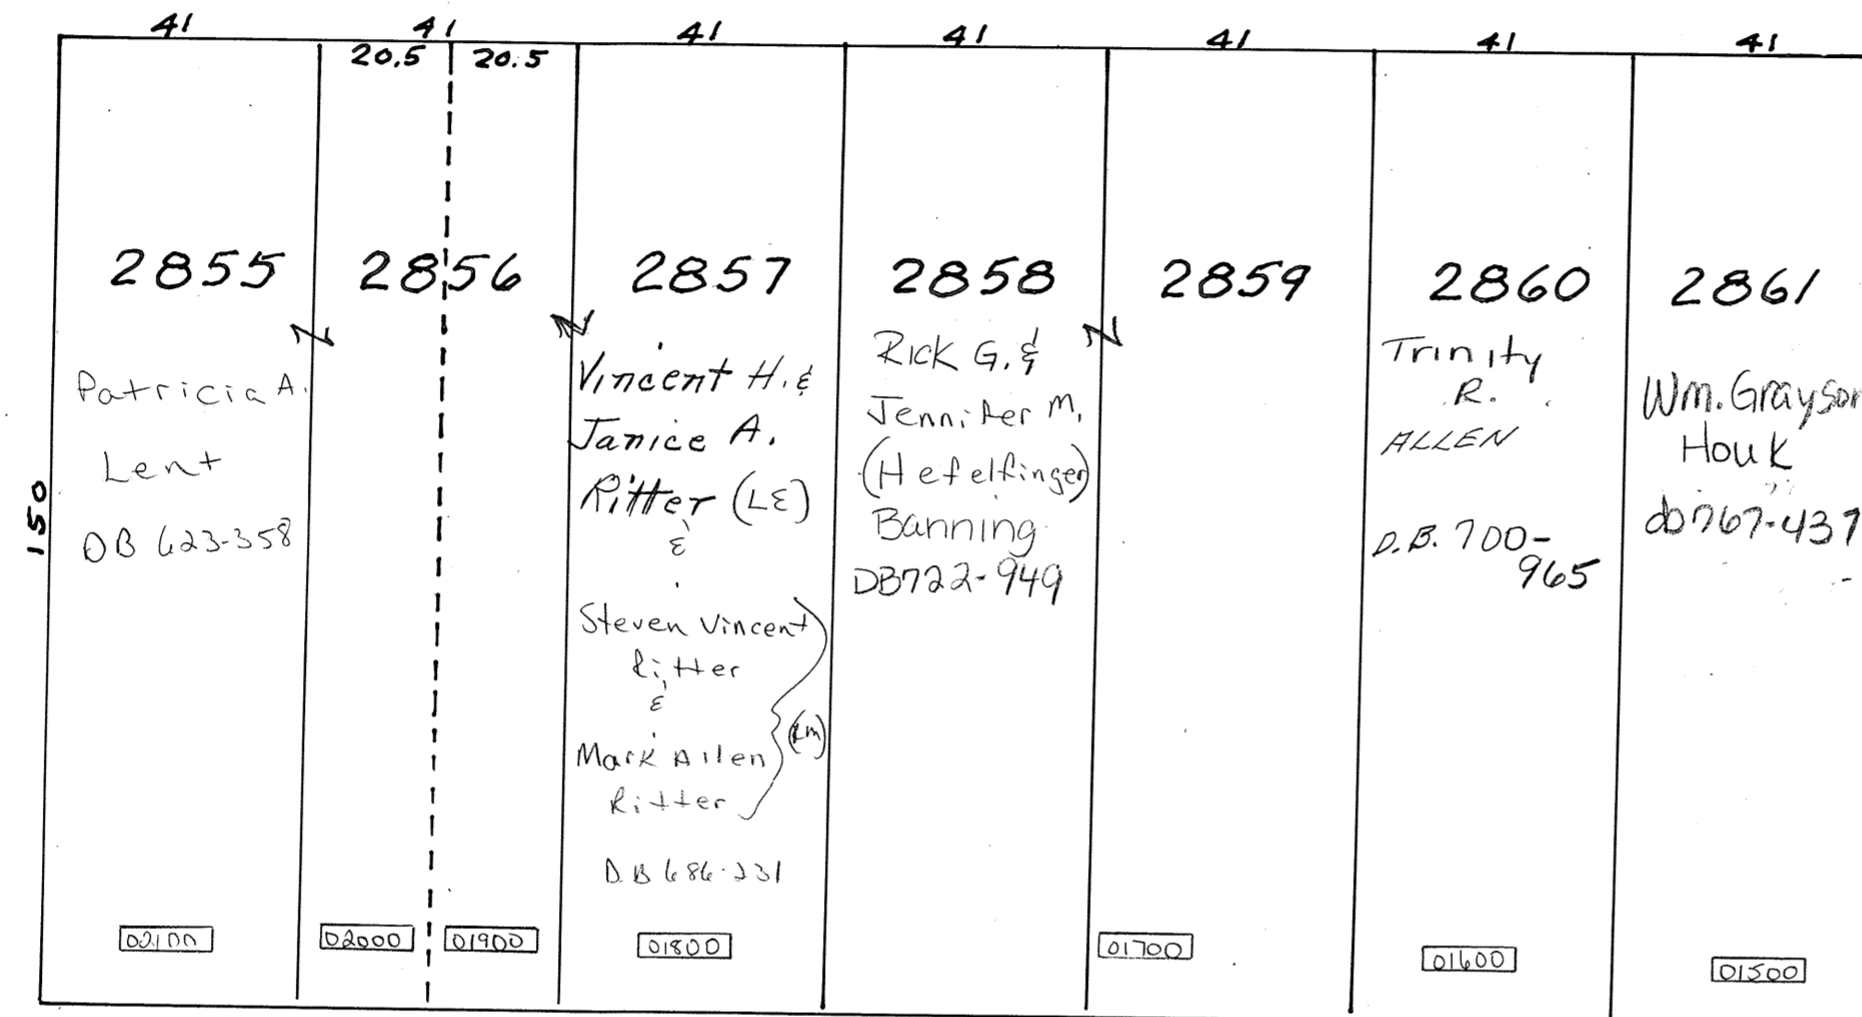 41 41 41 41 41 41 41
20.5 20.5
2855 2856 2857 2858 2859 2860 2861
150
Patricia A.
Lent
DB 623-358
Vincent H. &
Janice A.
Ritter (LE)
&
Steven Vincent
Ritter
&
Mark Allen
Ritter
(RM)
D.B 686-231
Rick G. &
Jennifer M.
(Hefelfinger)
Banning
DB722-949
Trinity
R.
ALLEN
D.B. 700-
965
Wm. Grayson
Houk
db767-437
02100 02000 01900 01800 01700 01600 01500